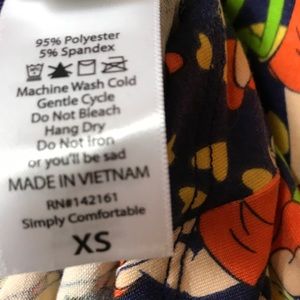 95% Polyester
5% Spandex
Machine Wash Cold
Gentle Cycle
Do Not Bleach
Hang Dry
Do Not Iron
or you'll be sad
MADE IN VIETNAM
RN#142161
Simply Comfortable
XS